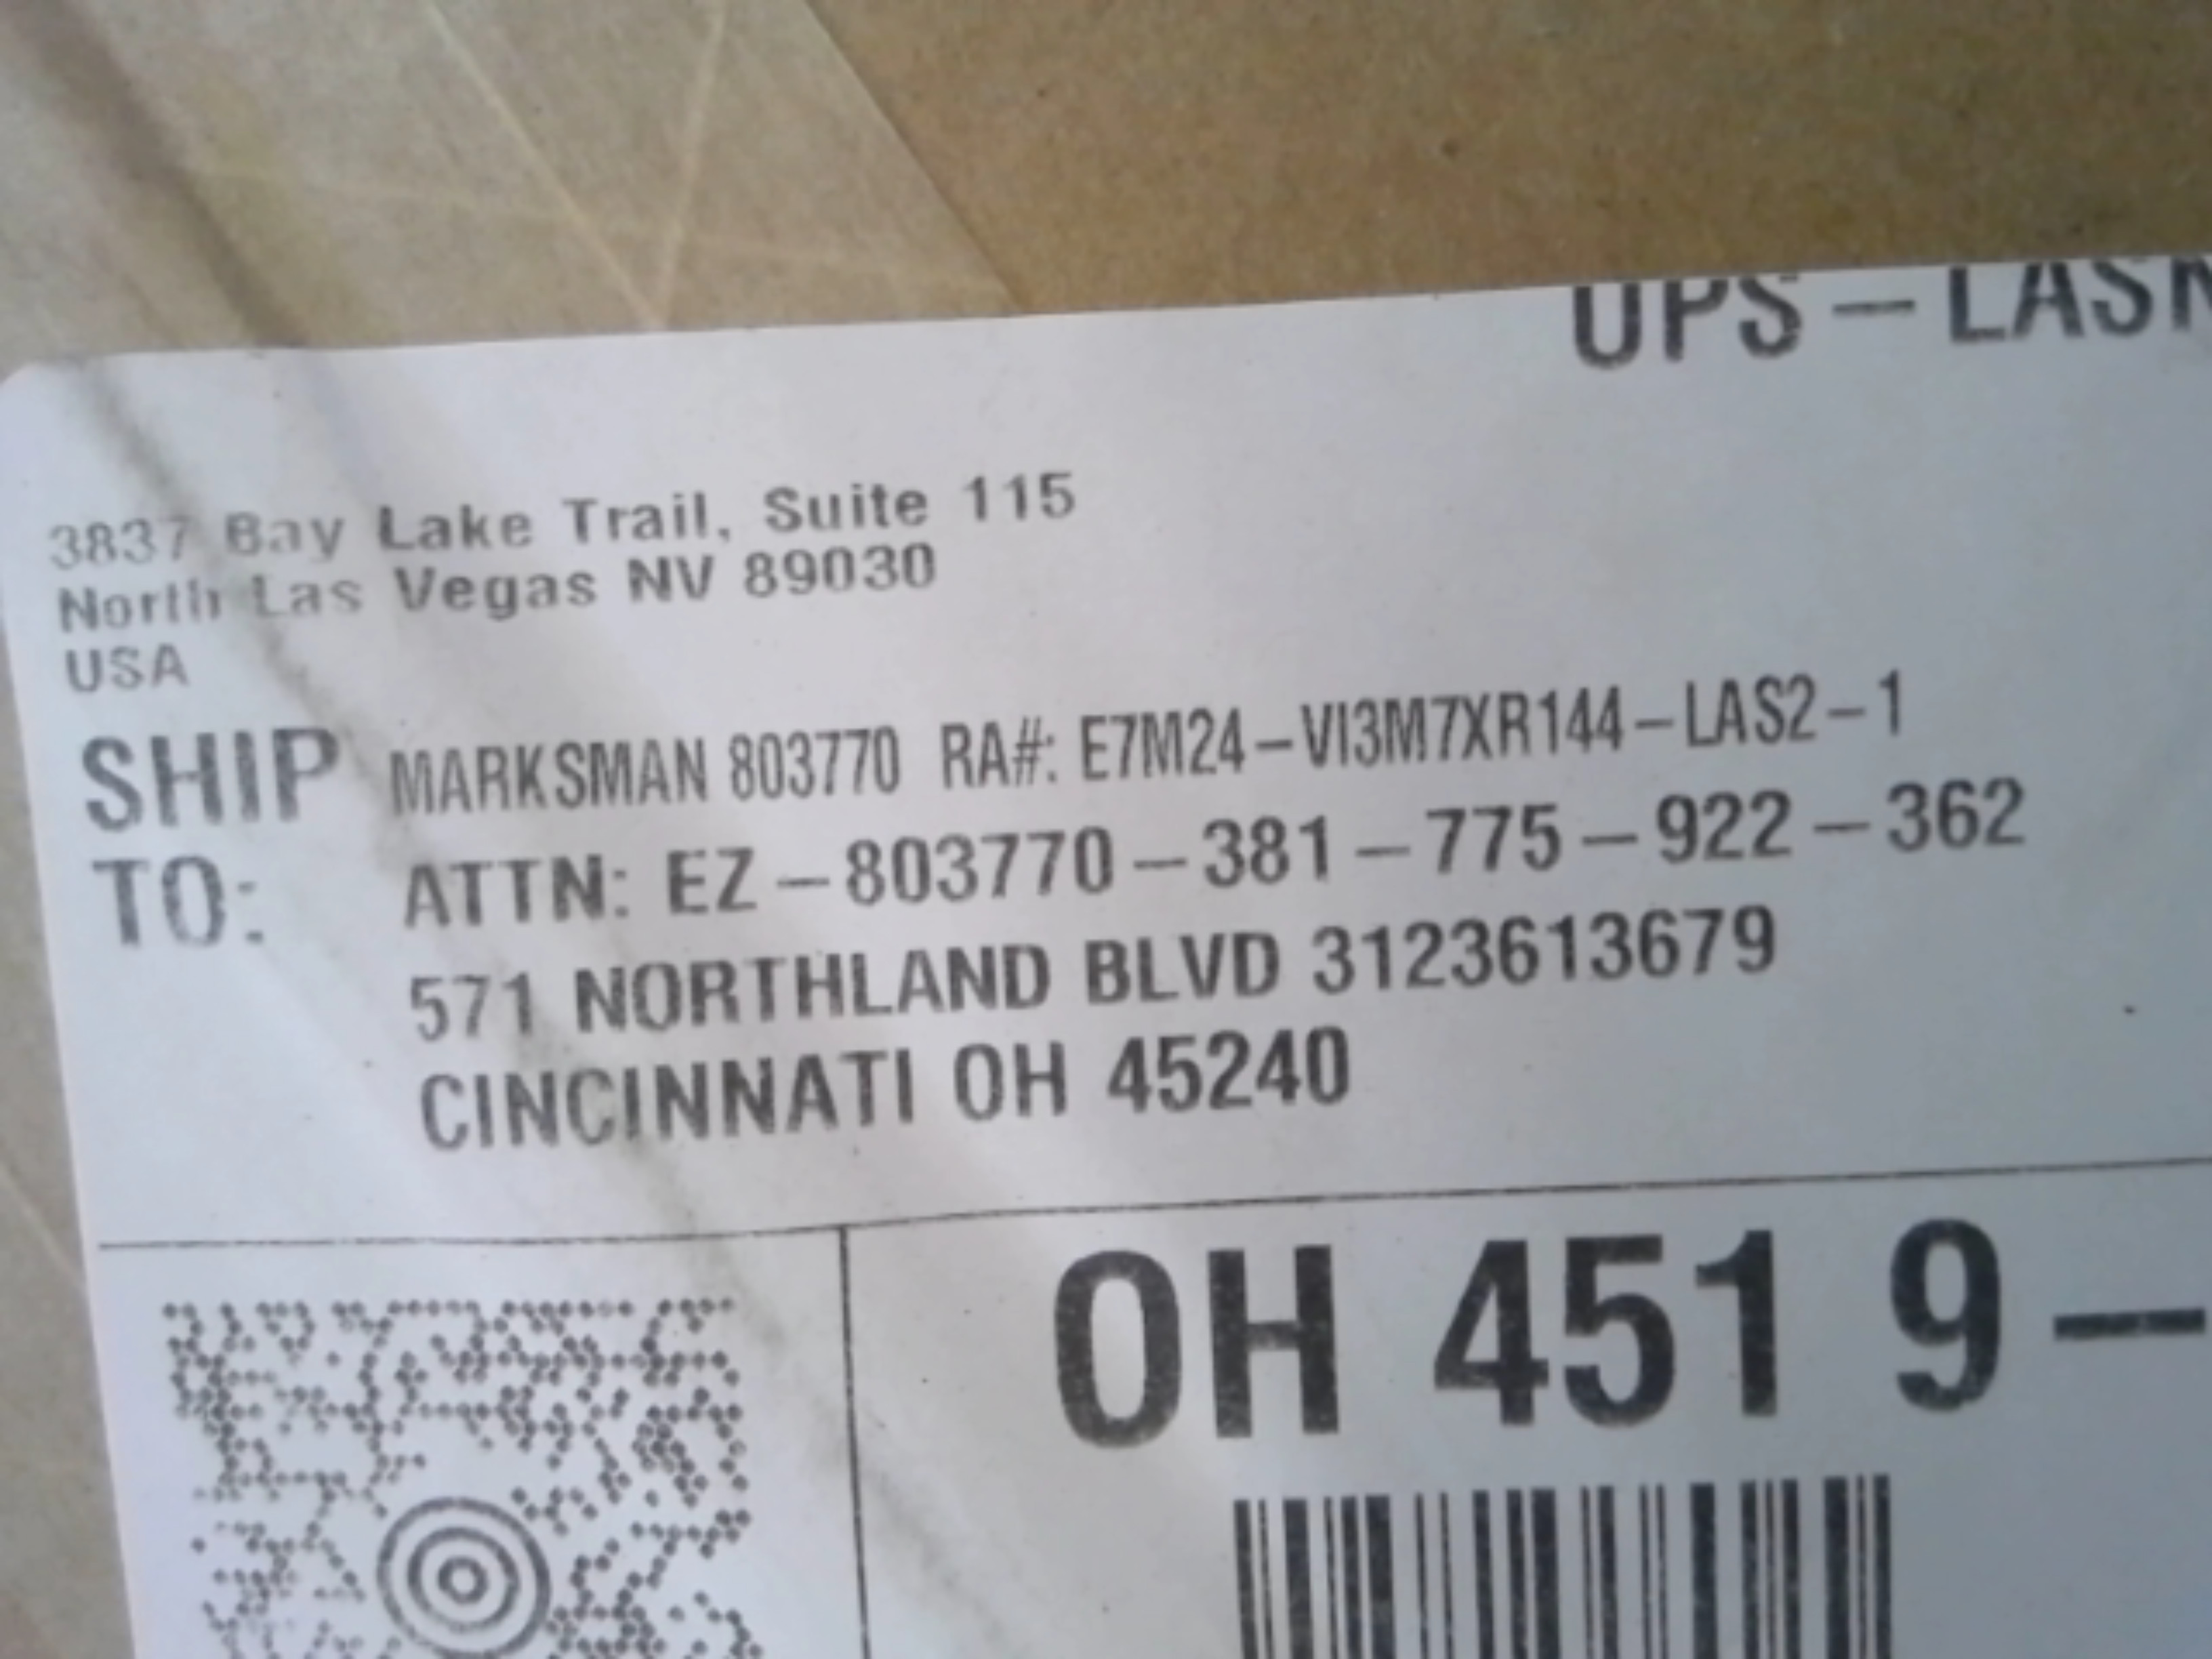 UPS – LAS
3837 Bay Lake Trail, Suite 115
North Las Vegas NV 89030
USA
SHIP TO: MARKSMAN 803770 RA#: E7M24–VI3M7XR144–LAS2–1
ATTN: EZ–803770–381–775–922–362
571 NORTHLAND BLVD 3123613679
CINCINNATI OH 45240
OH 451 9–